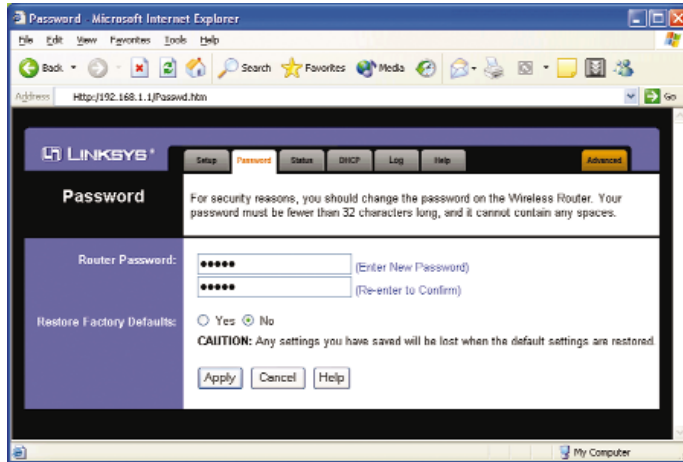 Password - Microsoft Internet Explorer
File Edit View Favorites Tools Help
Back Search Favorites Media
Address Http:/192.168.1.1/Passwd.htm Go
LINKSYS®
Setup Password Status DHCP Log Help Advanced
Password
For security reasons, you should change the password on the Wireless Router. Your
password must be fewer than 32 characters long, and it cannot contain any spaces.
Router Password: ●●●●● (Enter New Password)
●●●●● (Re-enter to Confirm)
Restore Factory Defaults: Yes No
CAUTION: Any settings you have saved will be lost when the default settings are restored.
Apply Cancel Help
My Computer